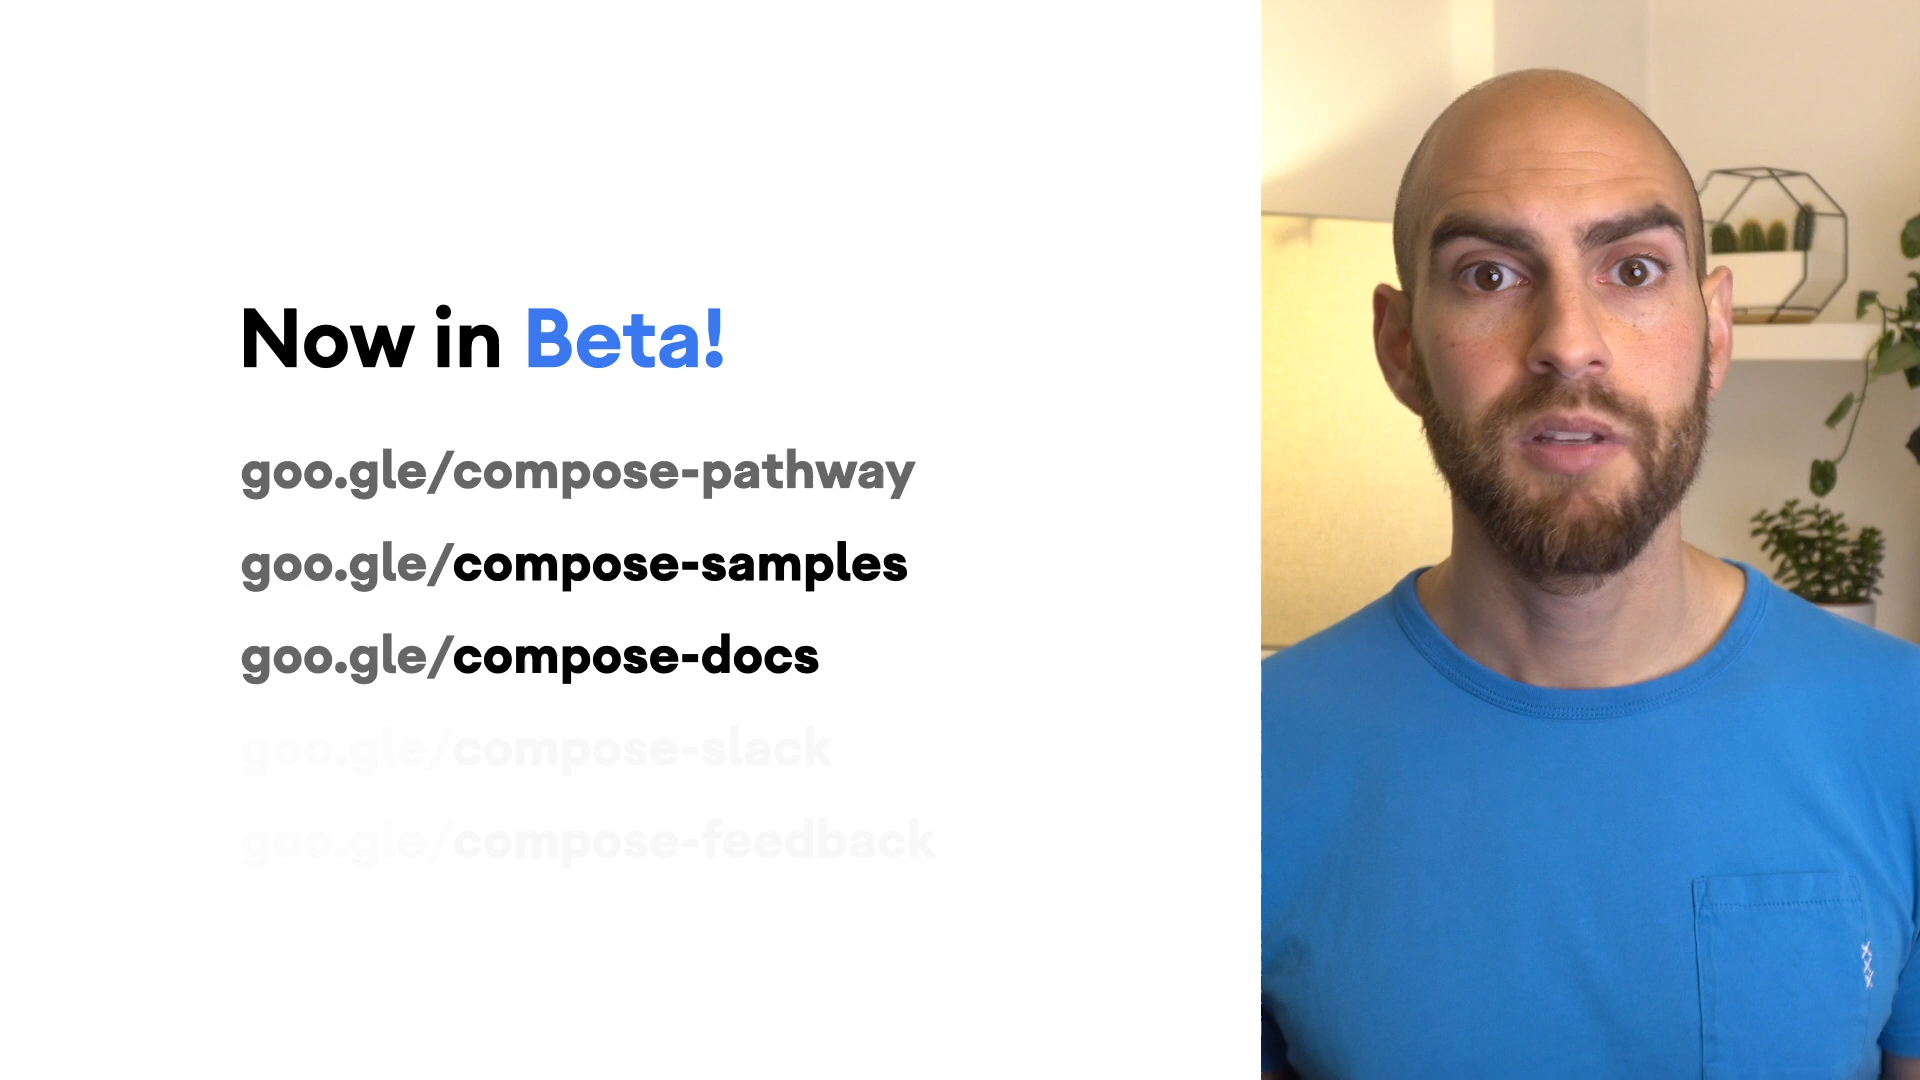 Now in Beta!
goo.gle/compose-pathway
goo.gle/compose-samples
goo.gle/compose-docs
goo.gle/compose-slack
goo.gle/compose-feedback